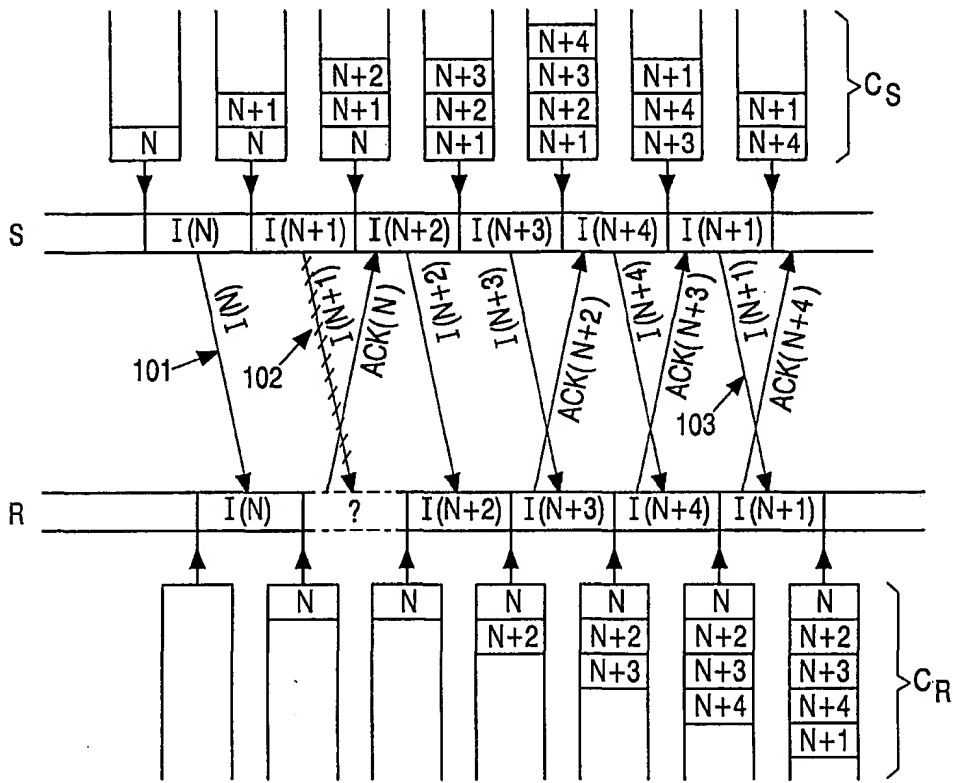 N+4
N+2 N+3 N+3 N+1
N+1 N+1 N+2 N+2 N+4 N+1
N N N N+1 N+1 N+3 N+4
CS
S I(N) I(N+1) I(N+2) I(N+3) I(N+4) I(N+1)
I(N) I(N+1) ACK(N) I(N+2) I(N+3) ACK(N+2) I(N+4) ACK(N+3) I(N+1) ACK(N+4)
101 102 103
R I(N) ? I(N+2) I(N+3) I(N+4) I(N+1)
N N N N N N
N+2 N+2 N+2 N+2
N+3 N+3 N+3
N+4 N+4
N+1
CR